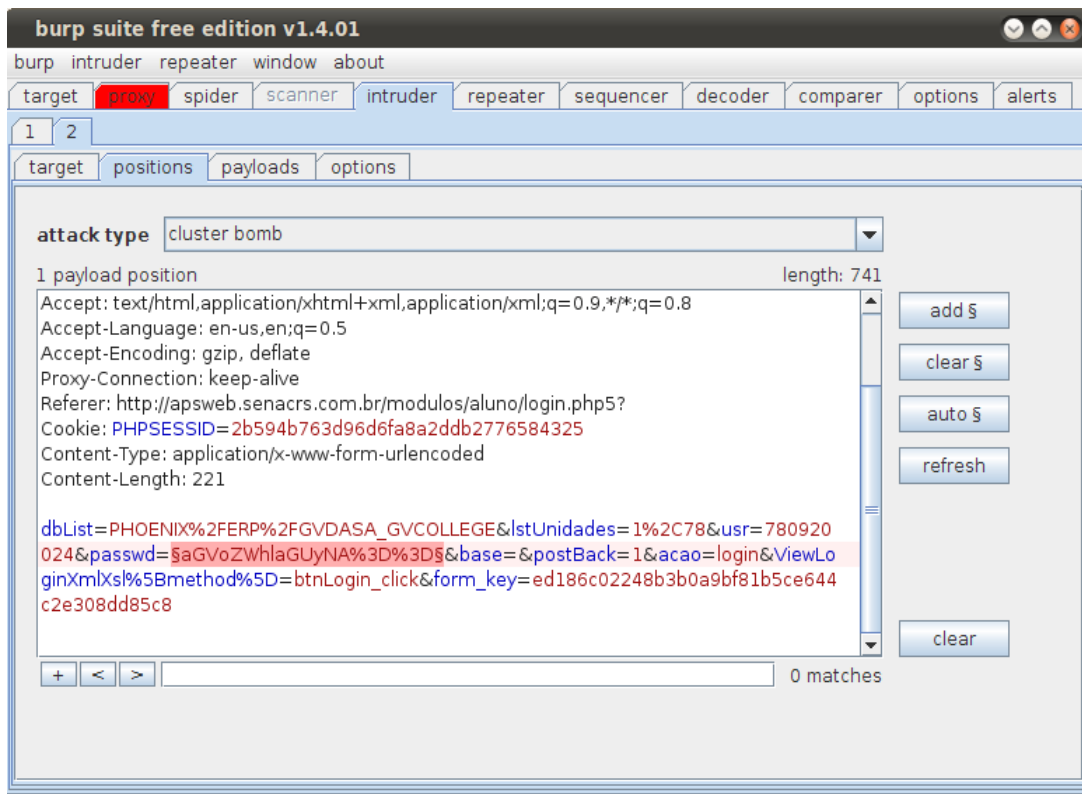 burp suite free edition v1.4.01
burp intruder repeater window about
target proxy spider scanner intruder repeater sequencer decoder comparer options alerts
1 2
target positions payloads options
attack type cluster bomb
1 payload position length: 741
Accept: text/html,application/xhtml+xml,application/xml;q=0.9,*/*;q=0.8
Accept-Language: en-us,en;q=0.5
Accept-Encoding: gzip, deflate
Proxy-Connection: keep-alive
Referer: http://apsweb.senacrs.com.br/modulos/aluno/login.php5?
Cookie: PHPSESSID=2b594b763d96d6fa8a2ddb2776584325
Content-Type: application/x-www-form-urlencoded
Content-Length: 221
dbList=PHOENIX%2FERP%2FGVDASA_GVCOLLEGE&lstUnidades=1%2C78&usr=780920
024&passwd=§aGVoZWhlaGUyNA%3D%3D§&base=&postBack=1&acao=login&ViewLo
ginXmlXsl%5Bmethod%5D=btnLogin_click&form_key=ed186c02248b3b0a9bf81b5ce644
c2e308dd85c8
add §
clear §
auto §
refresh
clear
+ < > 0 matches